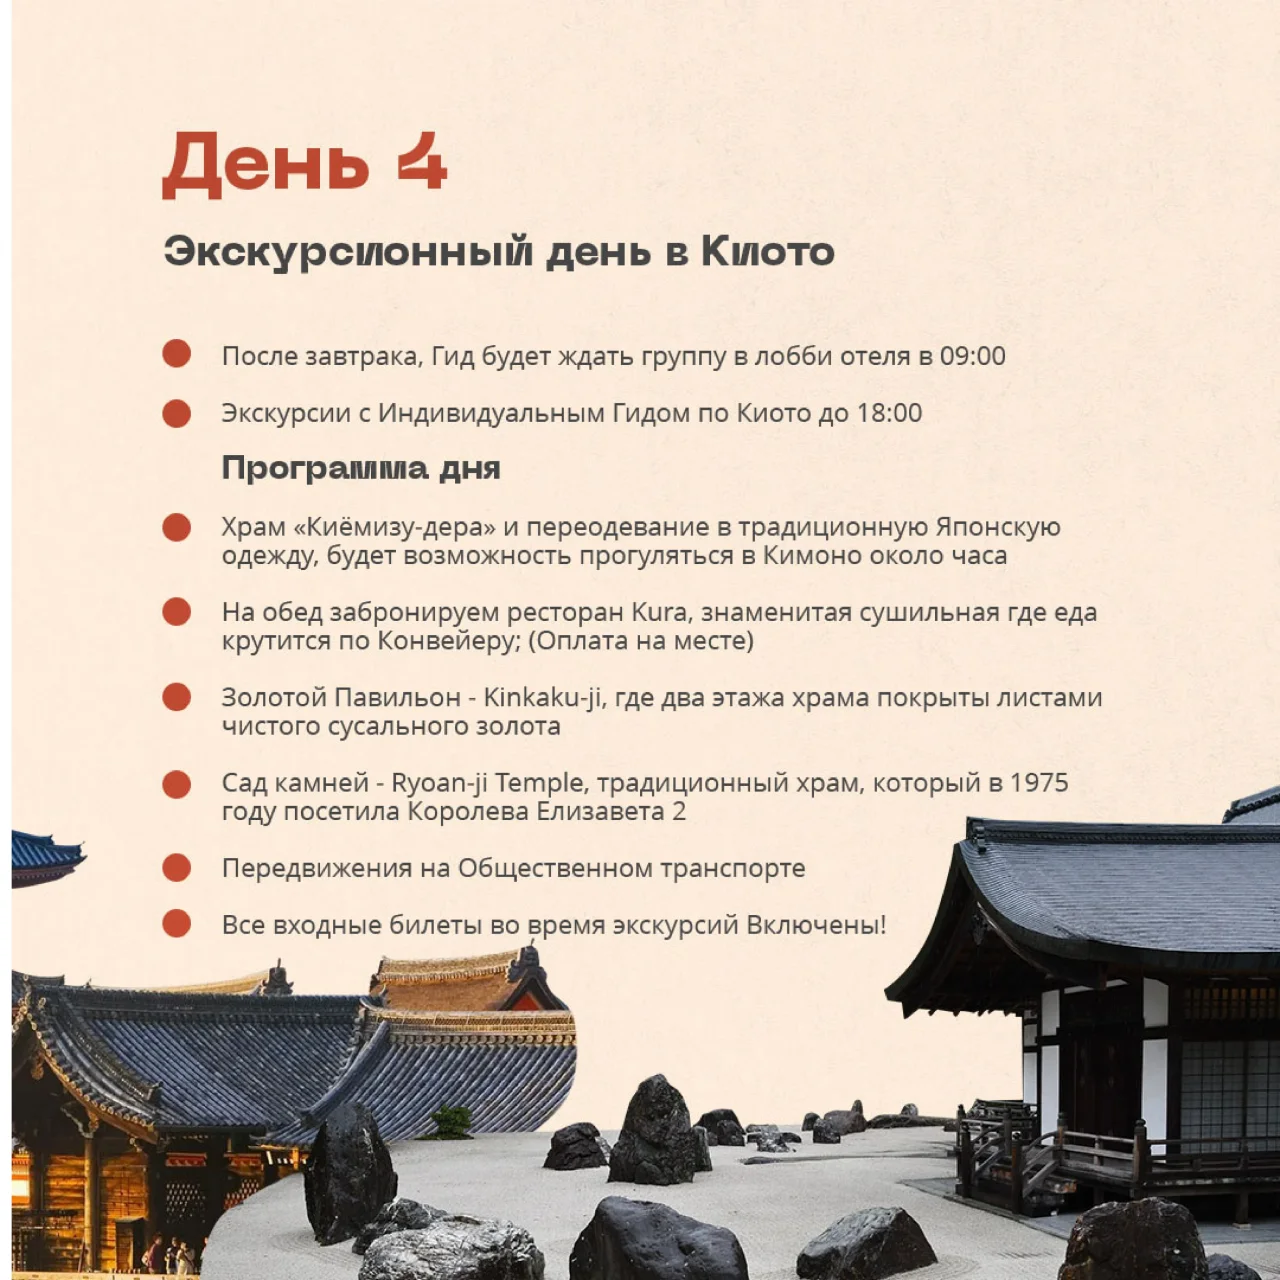 День 4
Экскурсионный день в Киото
После завтрака, Гид будет ждать группу в лобби отеля в 09:00
Экскурсии с Индивидуальным Гидом по Киото до 18:00
Программа дня
Храм «Киёмизу-дера» и переодевание в традиционную Японскую
одежду, будет возможность прогуляться в Кимоно около часа
На обед забронируем ресторан Kura, знаменитая сушильная где еда
крутится по Конвейеру; (Оплата на месте)
Золотой Павильон - Kinkaku-ji, где два этажа храма покрыты листами
чистого сусального золота
Сад камней - Ryoan-ji Temple, традиционный храм, который в 1975
году посетила Королева Елизавета 2
Передвижения на Общественном транспорте
Все входные билеты во время экскурсий Включены!